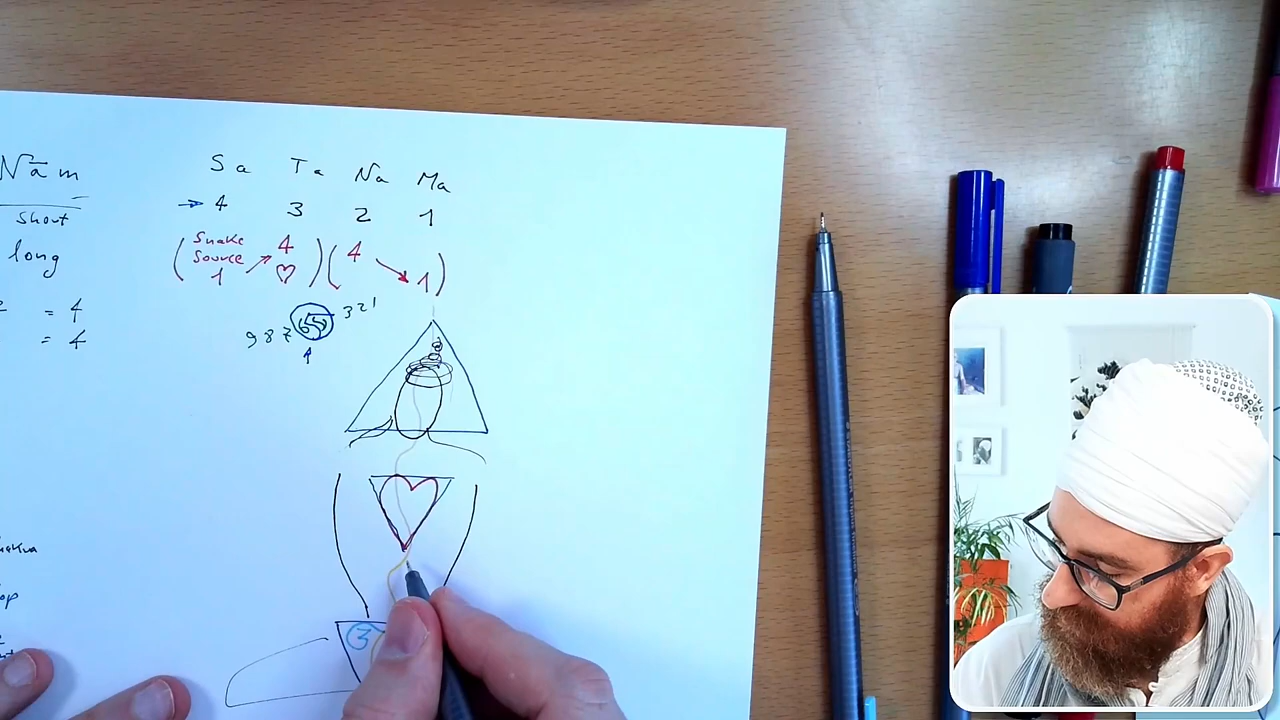 Nām Sa Ta Na Ma
short → 4 3 2 1
long (Snake 4 ) ( 4 1 )
Source
1 ♡
= 4
= 4
9 8 7 6 5 4 3 2 1
3